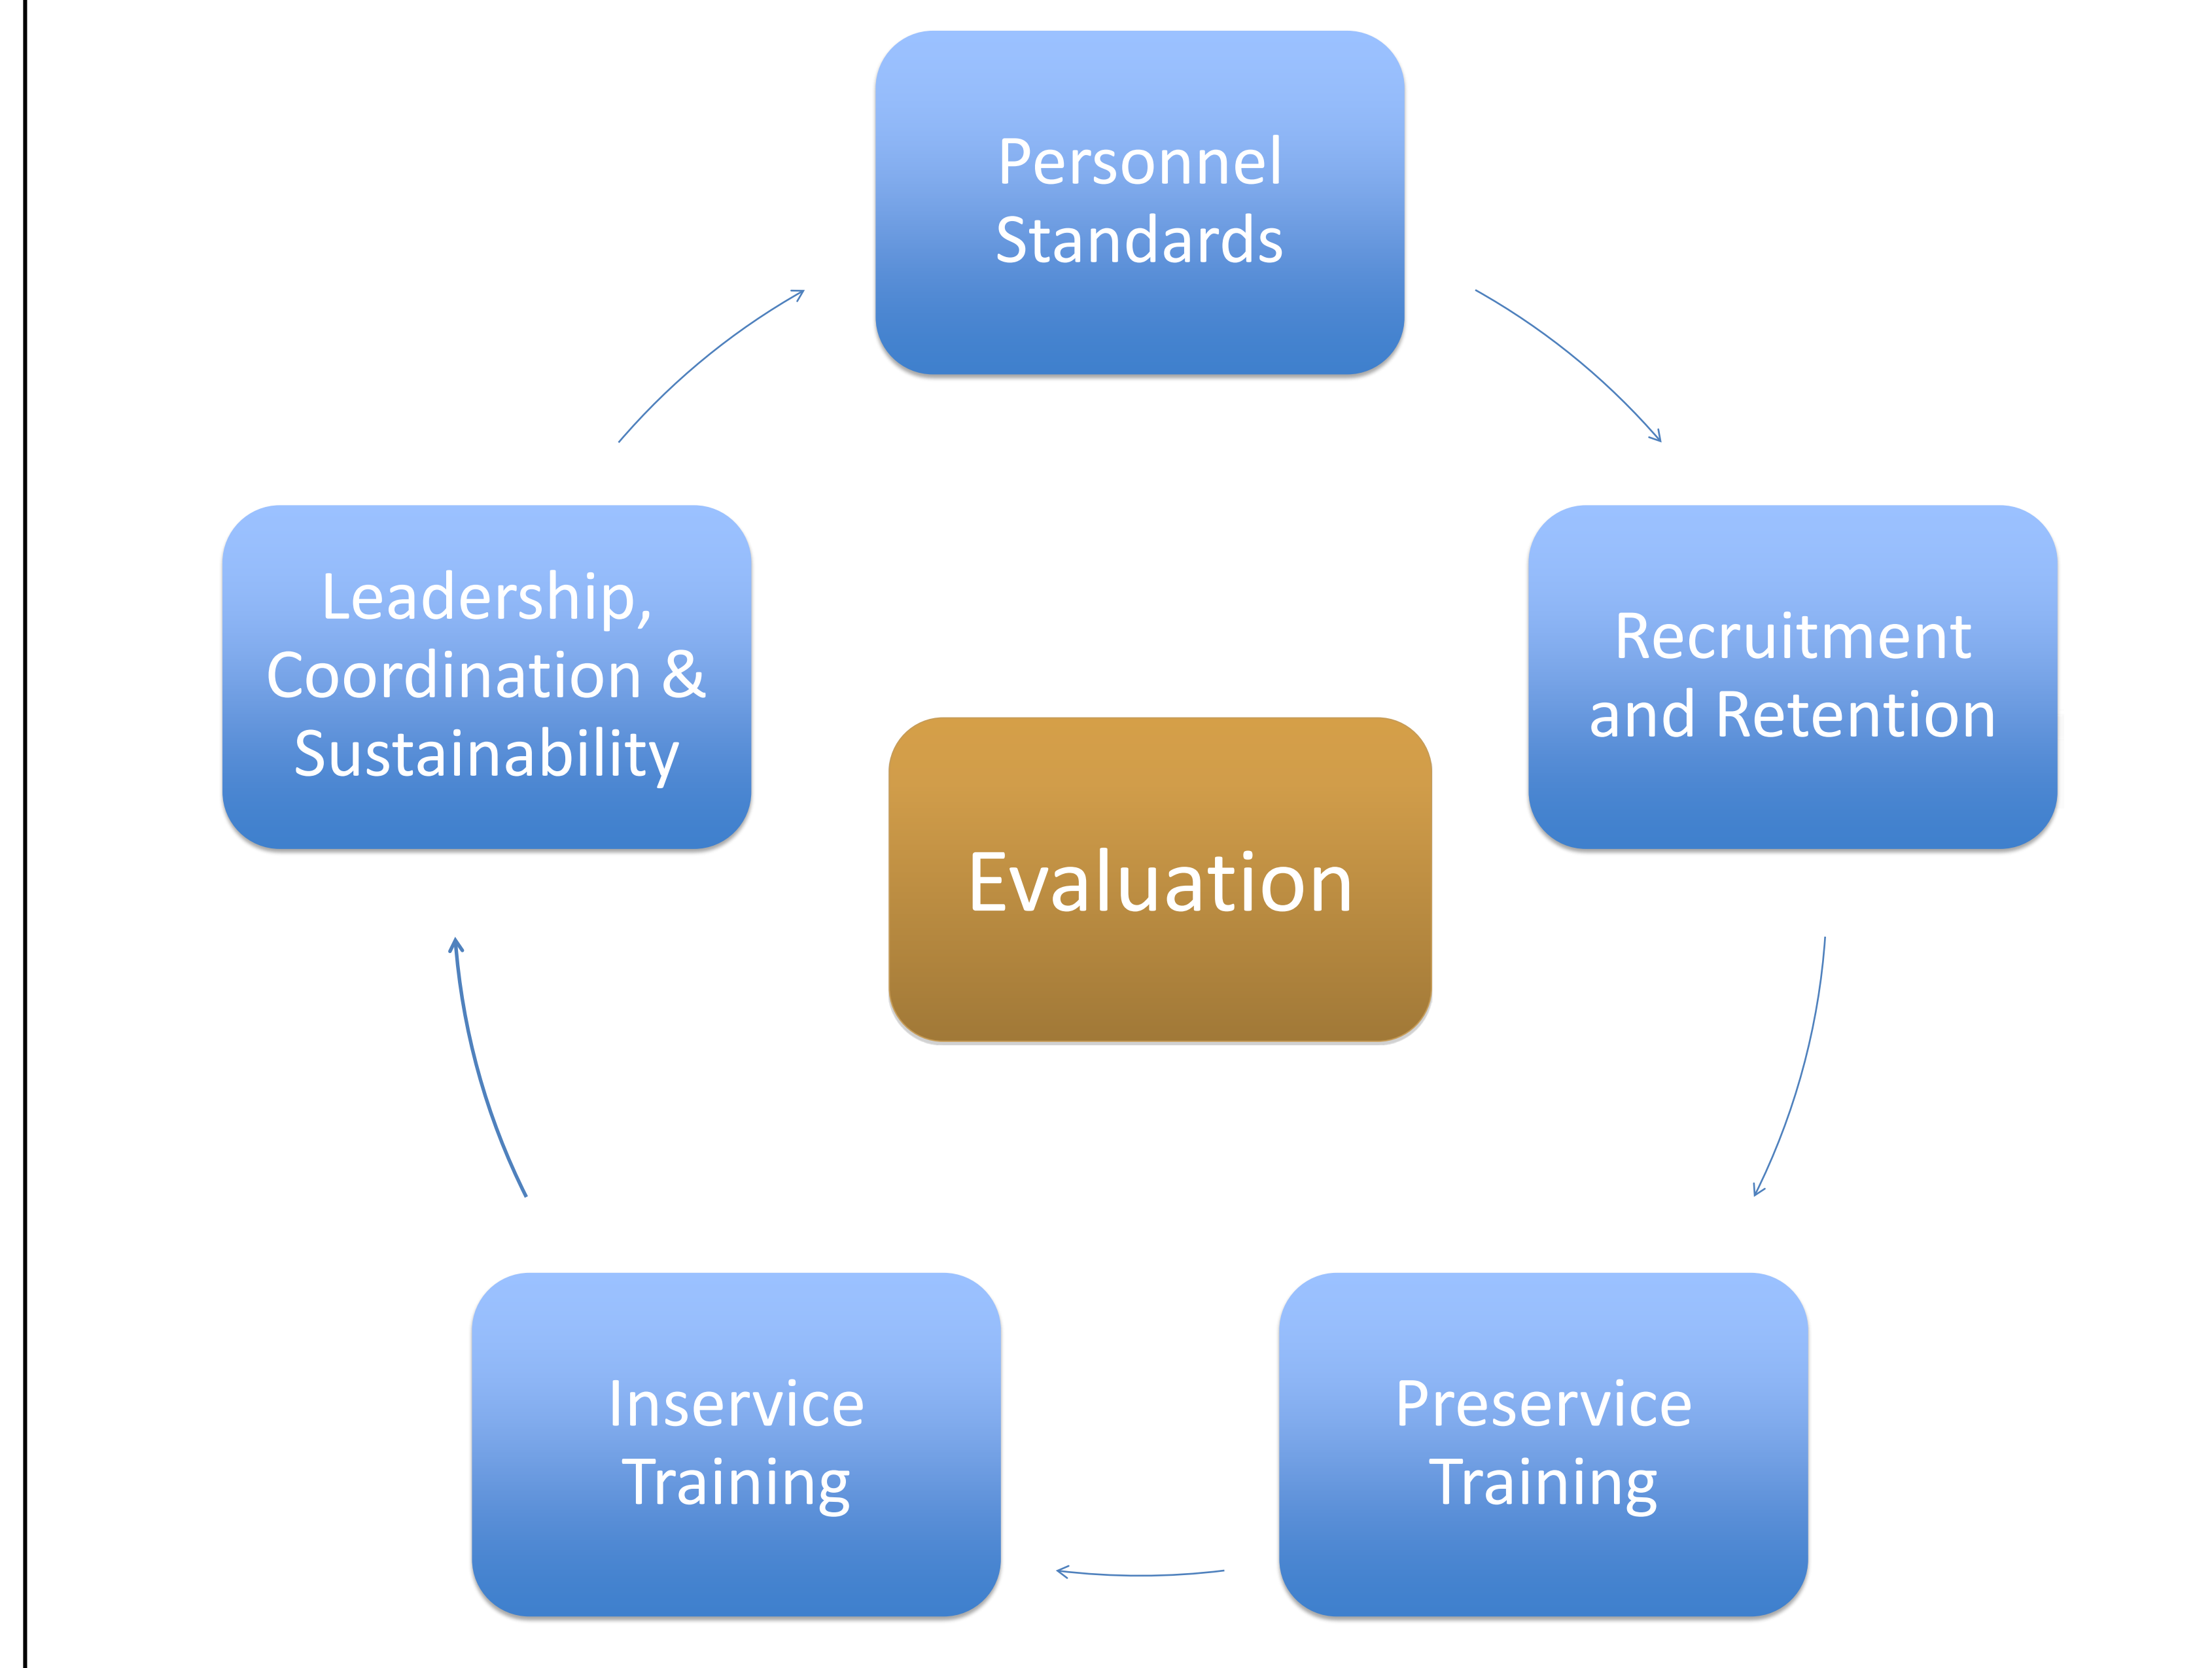 Personnel
Standards
Leadership,
Coordination &
Sustainability
Recruitment
and Retention
Evaluation
Inservice
Training
Preservice
Training